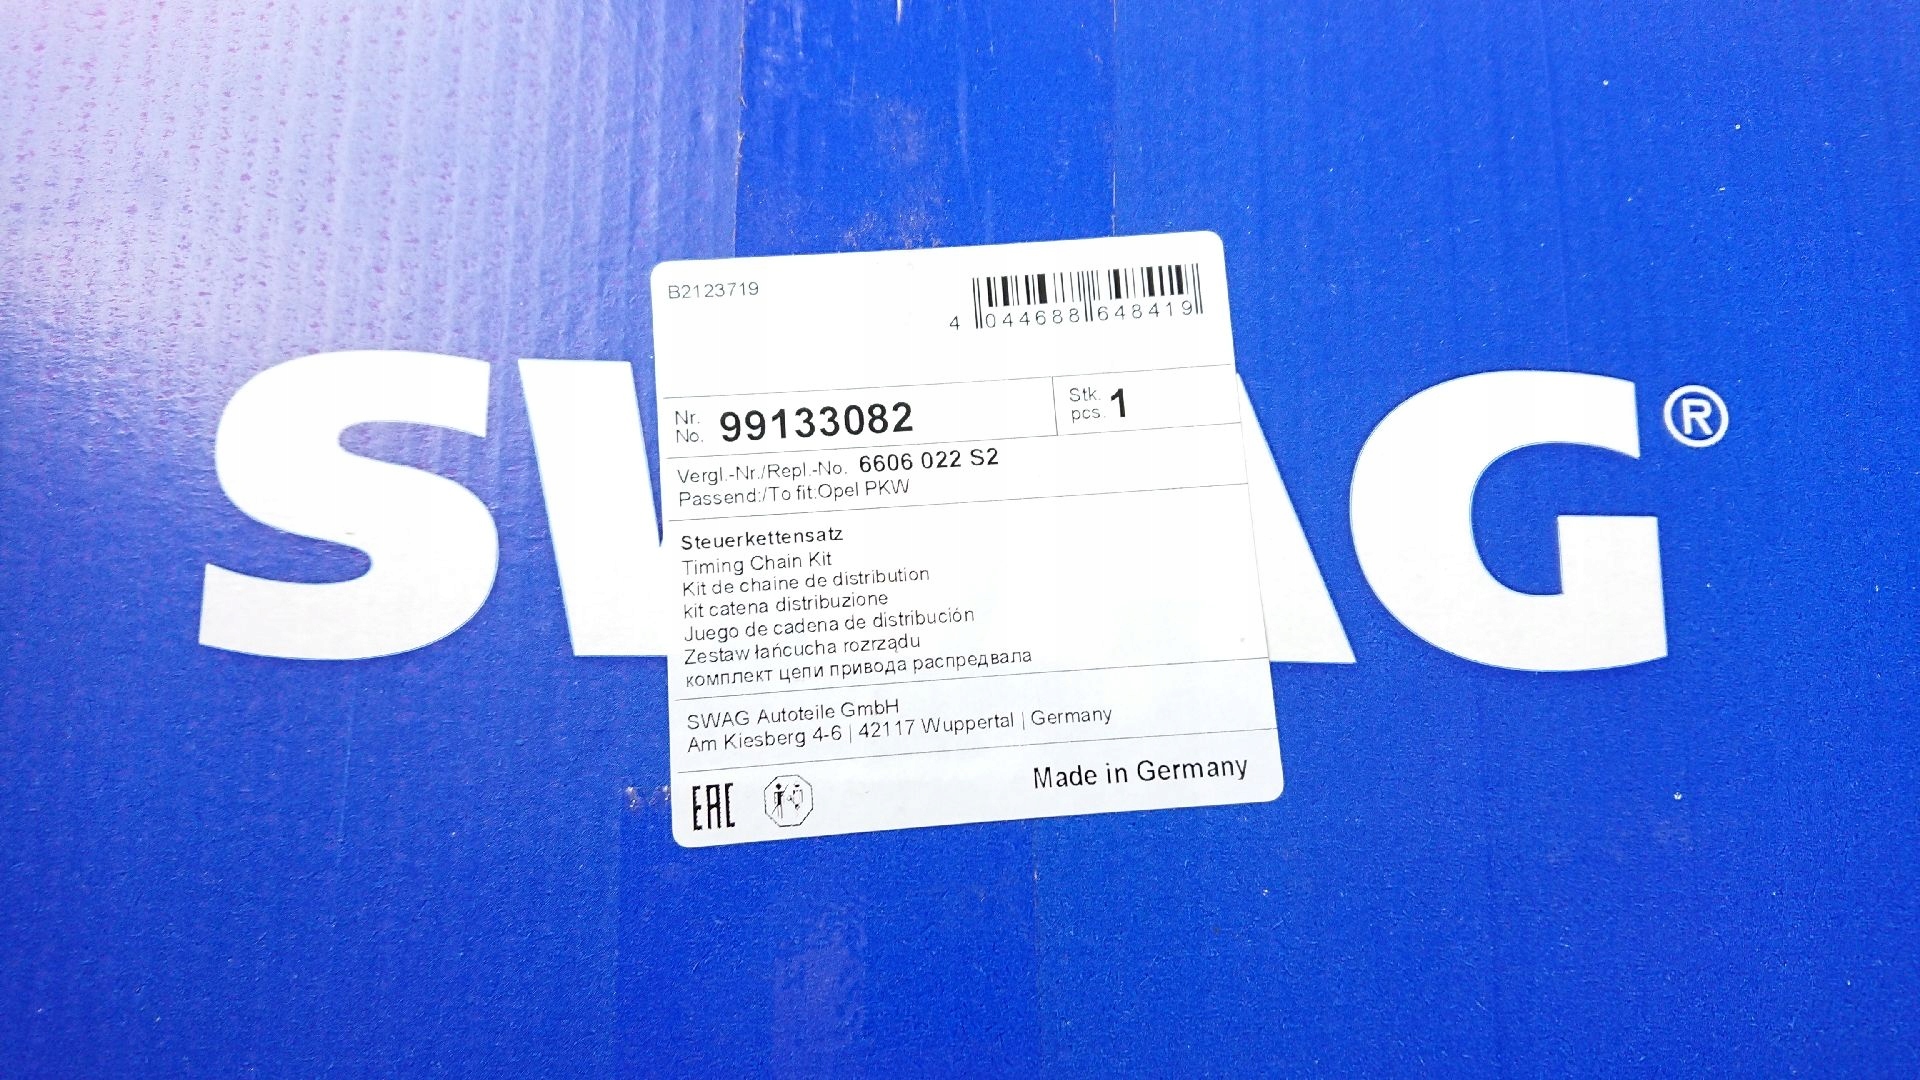 SWAG®
B2123719
4 044688 648419
Nr.
No. 99133082
Stk.
pcs. 1
Vergl.-Nr./Repl.-No. 6606 022 S2
Passend:/To fit:Opel PKW
Steuerkettensatz
Timing Chain Kit
Kit de chaine de distribution
kit catena distribuzione
Juego de cadena de distribución
Zestaw łańcucha rozrządu
комплект цепи привода распредвала
SWAG Autoteile GmbH
Am Kiesberg 4-6 | 42117 Wuppertal | Germany
EAC
Made in Germany